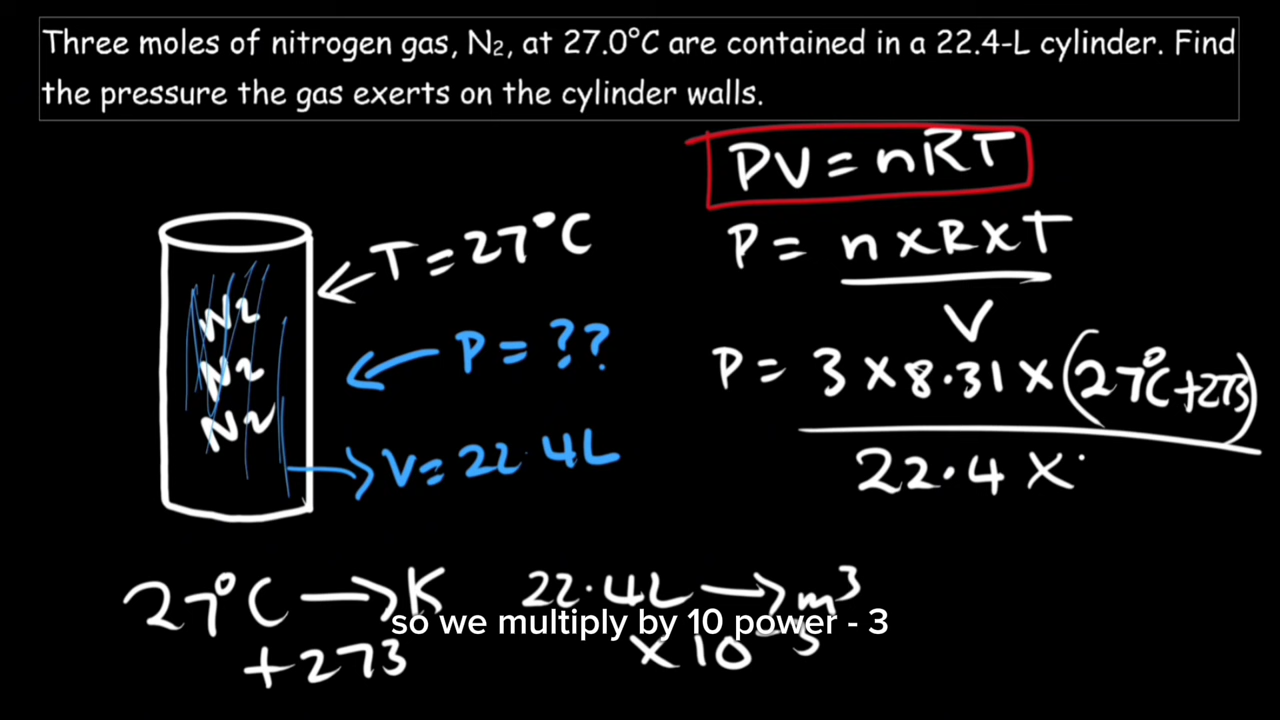 Three moles of nitrogen gas, N₂, at 27.0°C are contained in a 22.4-L cylinder. Find
the pressure the gas exerts on the cylinder walls.
PV = nRT
P = n x R x T
V
P = 3 x 8.31 x (27°C +273)
22.4 x
T = 27°C
N2
N2
N2
P = ??
V = 22.4L
27°C → K
+273
22.4L → m³
x 10⁻³
so we multiply by 10 power - 3